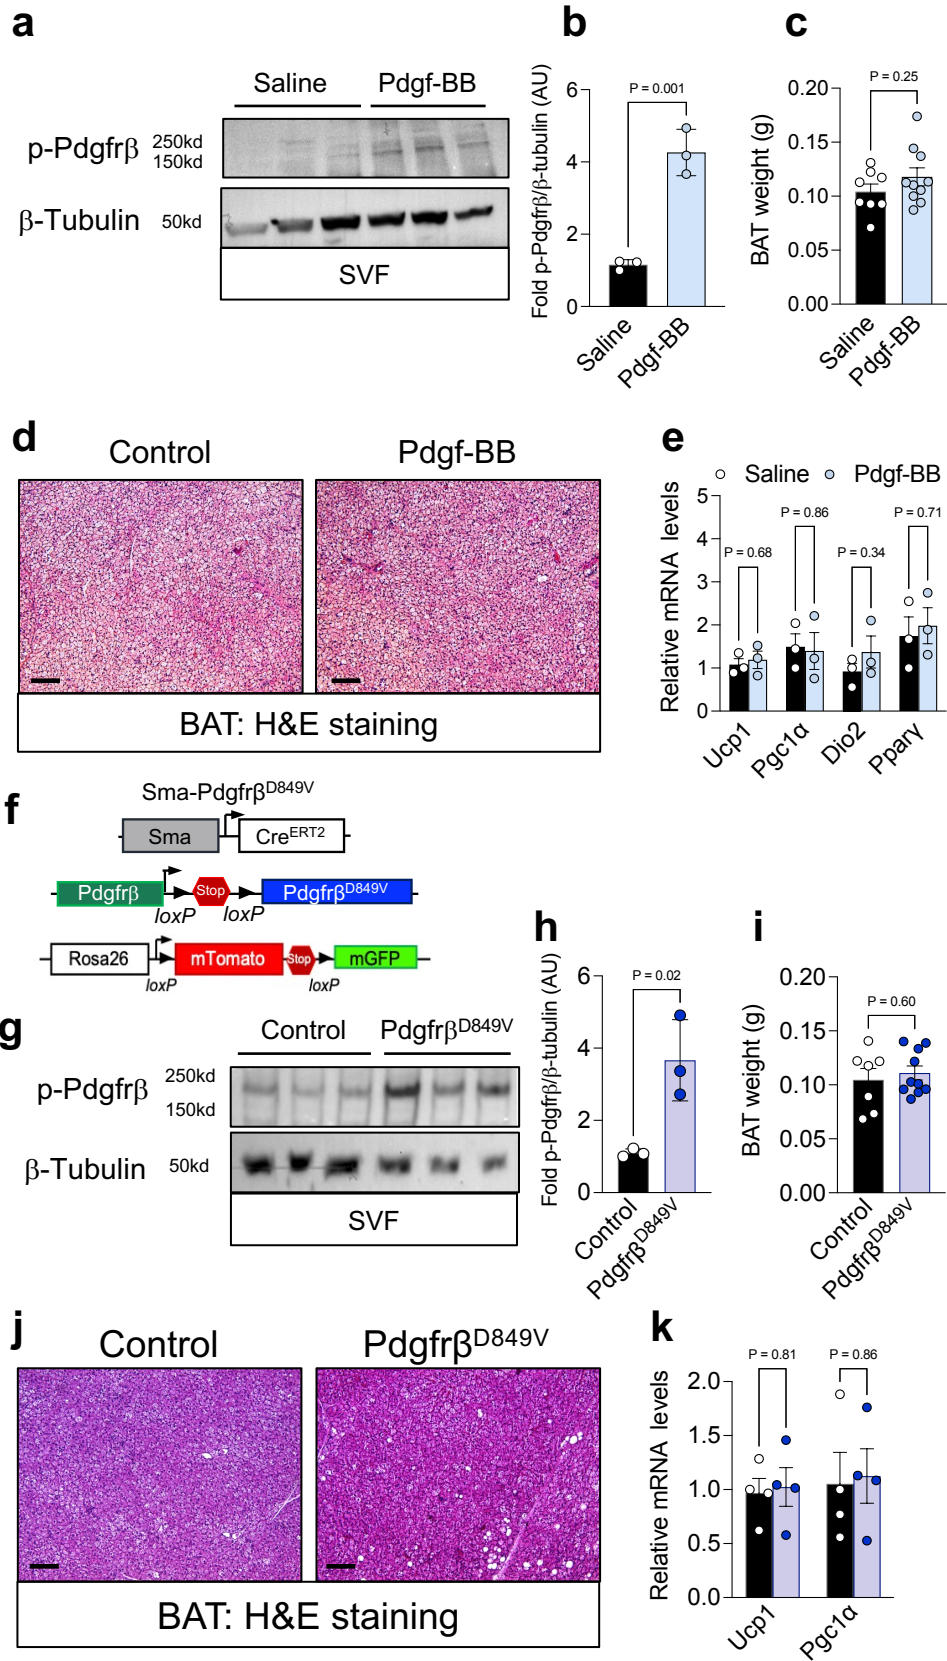 a
Saline
Pdgf-BB
p-Pdgfrβ
250kd
150kd
β-Tubulin
50kd
SVF
b
Fold p-Pdgfrβ/β-tubulin (AU)
6
4
2
0
P = 0.001
Saline
Pdgf-BB
c
BAT weight (g)
0.20
0.15
0.10
0.05
0.00
P = 0.25
Saline
Pdgf-BB
d
Control
Pdgf-BB
BAT: H&E staining
e
Saline
Pdgf-BB
Relative mRNA levels
5
4
3
2
1
0
P = 0.68
P = 0.86
P = 0.34
P = 0.71
Ucp1
Pgc1α
Dio2
Pparγ
f
Sma-PdgfrβD849V
Sma
CreERT2
Pdgfrβ
Stop
PdgfrβD849V
loxP
loxP
Rosa26
mTomato
Stop
mGFP
loxP
loxP
g
Control
PdgfrβD849V
p-Pdgfrβ
250kd
150kd
β-Tubulin
50kd
SVF
h
Fold p-Pdgfrβ/β-tubulin (AU)
6
4
2
0
P = 0.02
Control
PdgfrβD849V
i
BAT weight (g)
0.20
0.15
0.10
0.05
0.00
P = 0.60
Control
PdgfrβD849V
j
Control
PdgfrβD849V
BAT: H&E staining
k
Relative mRNA levels
2.0
1.5
1.0
0.5
0.0
P = 0.81
P = 0.86
Ucp1
Pgc1α